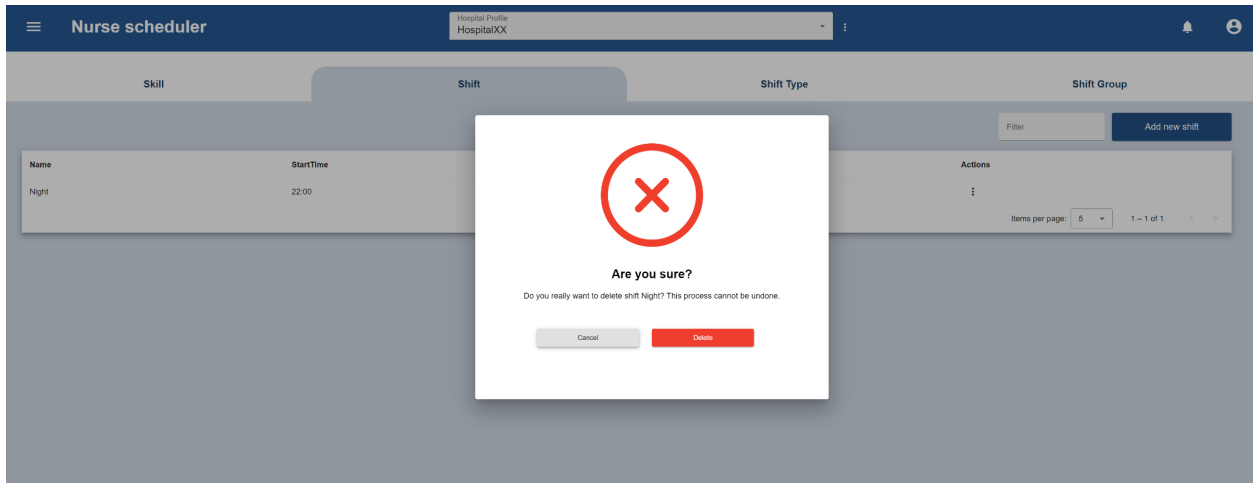 Nurse scheduler
Hospital Profile
HospitalXX
Skill
Shift
Shift Type
Shift Group
Filter
Add new shift
Name
StartTime
Actions
Night
22:00
Items per page:
5
1 – 1 of 1
Are you sure?
Do you really want to delete shift Night? This process cannot be undone.
Cancel
Delete